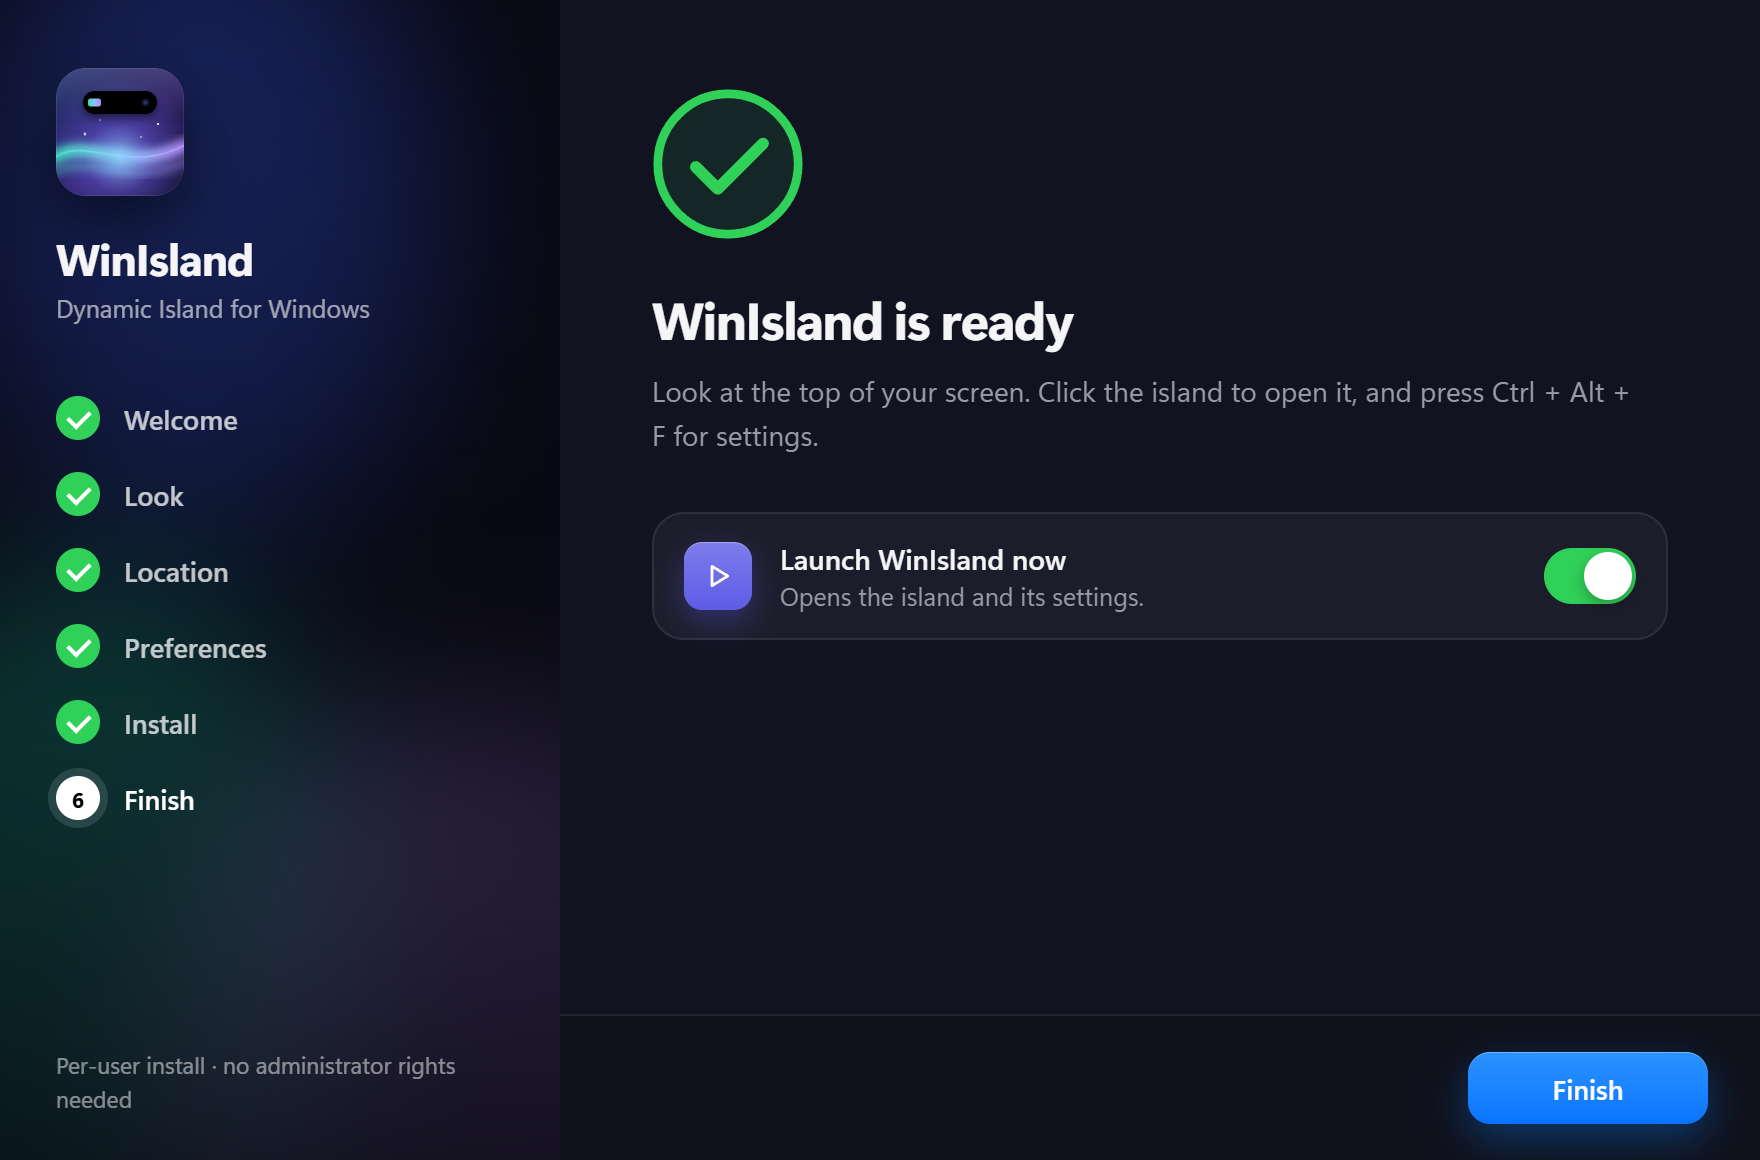 WinIsland
Dynamic Island for Windows
Welcome
Look
Location
Preferences
Install
6
Finish
Per-user install · no administrator rights
needed
WinIsland is ready
Look at the top of your screen. Click the island to open it, and press Ctrl + Alt +
F for settings.
Launch WinIsland now
Opens the island and its settings.
Finish